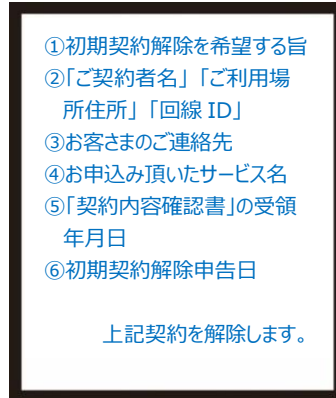 ①初期契約解除を希望する旨
②「ご契約者名」「ご利用場
所住所」「回線 ID」
③お客さまのご連絡先
④お申込み頂いたサービス名
⑤「契約内容確認書」の受領
年月日
⑥初期契約解除申告日
上記契約を解除します。